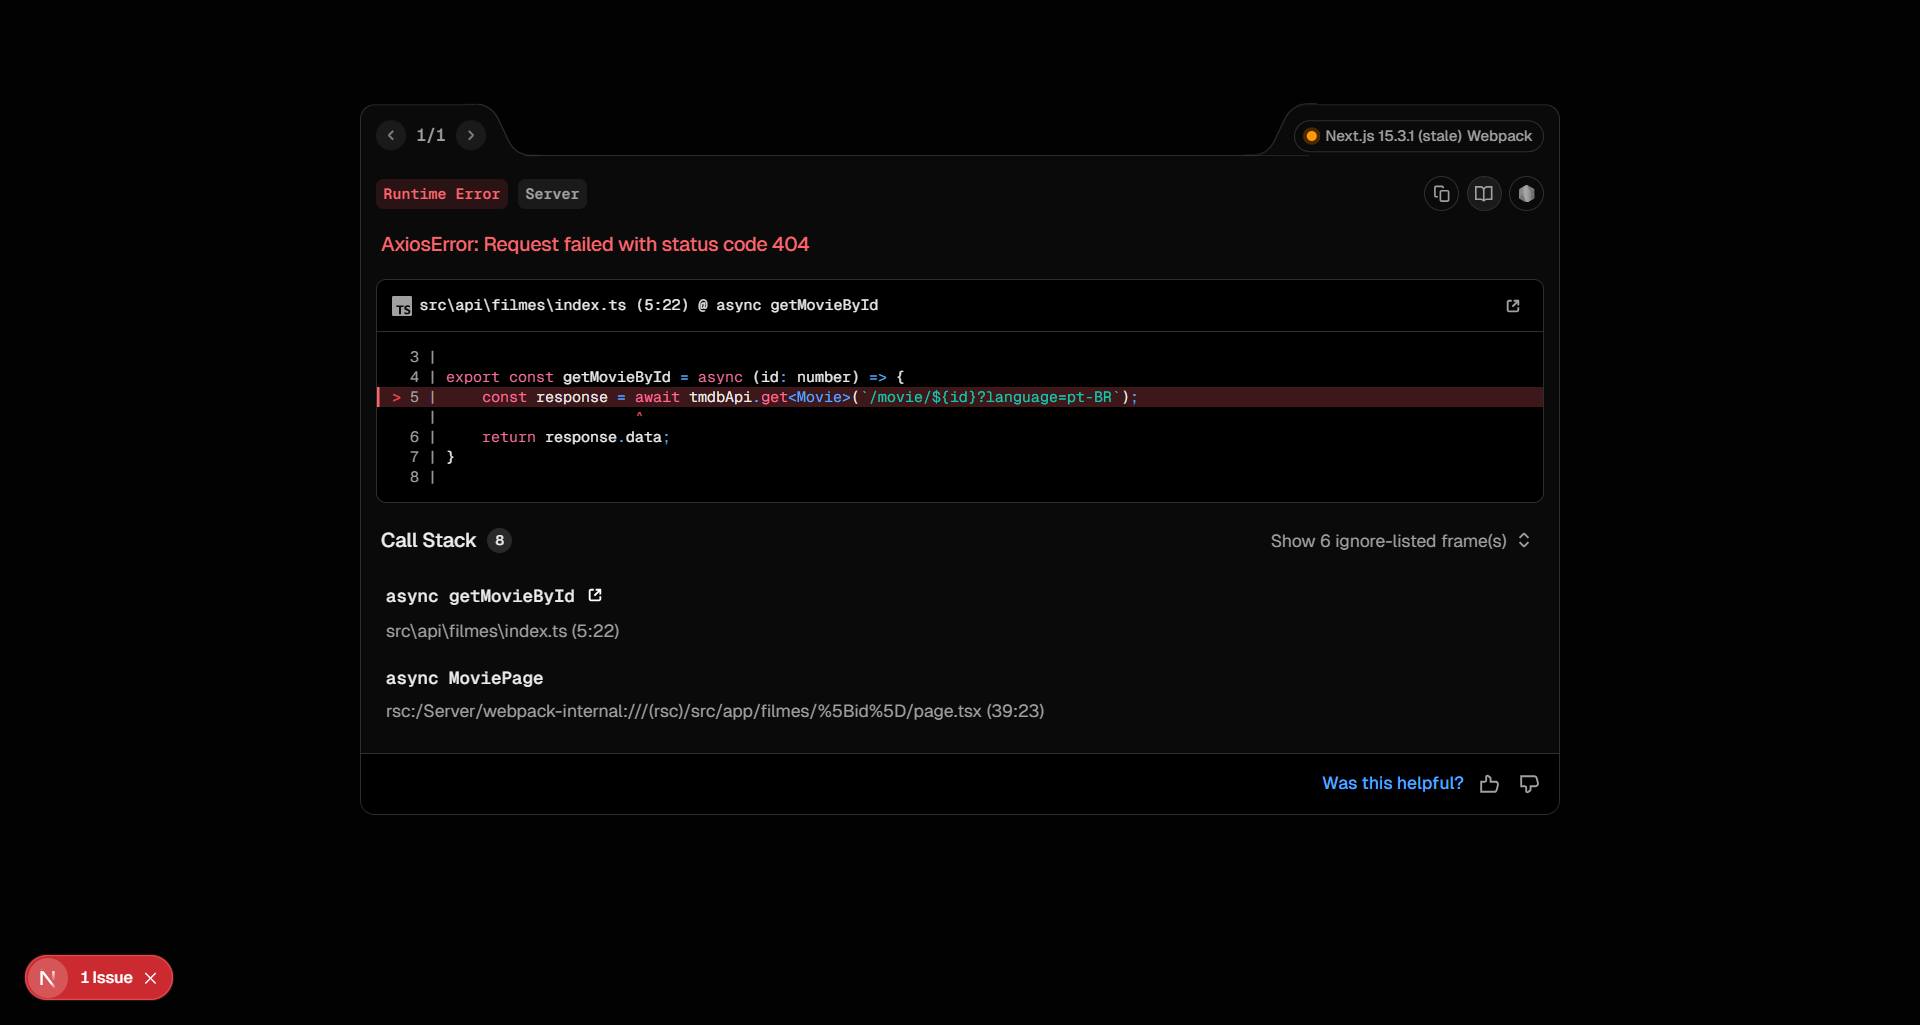 1/1
Next.js 15.3.1 (stale) Webpack
Runtime Error Server
AxiosError: Request failed with status code 404
TS src\api\filmes\index.ts (5:22) @ async getMovieById
3 |
4 | export const getMovieById = async (id: number) => {
> 5 |     const response = await tmdbApi.get<Movie>(`/movie/${id}?language=pt-BR`);
|                      ^
6 |     return response.data;
7 | }
8 |
Call Stack 8
Show 6 ignore-listed frame(s)
async getMovieById
src\api\filmes\index.ts (5:22)
async MoviePage
rsc:/Server/webpack-internal:///(rsc)/src/app/filmes/%5Bid%5D/page.tsx (39:23)
Was this helpful?
N 1 Issue